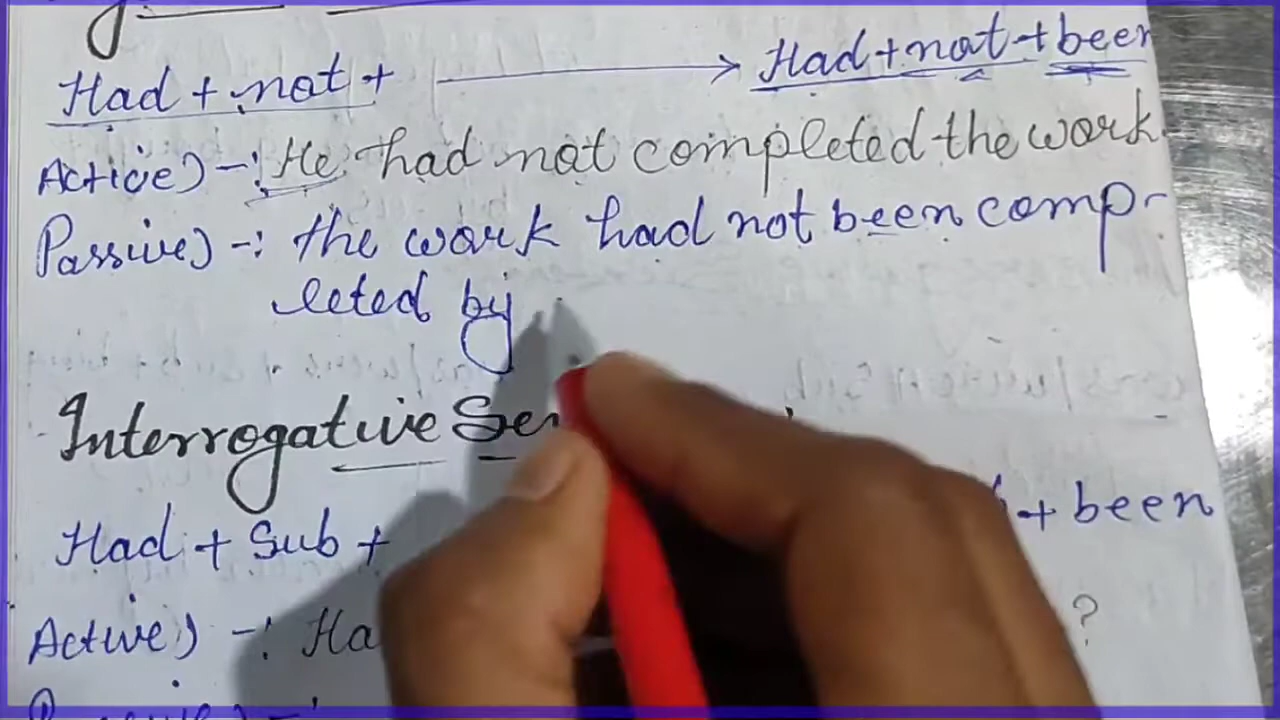 Had + not + → Had + not + been
Active) -: He had not completed the work.
Passive) -: the work had not been comp-
leted by
Interrogative Sen
Had + Sub + + been
Active) -: Ha ?